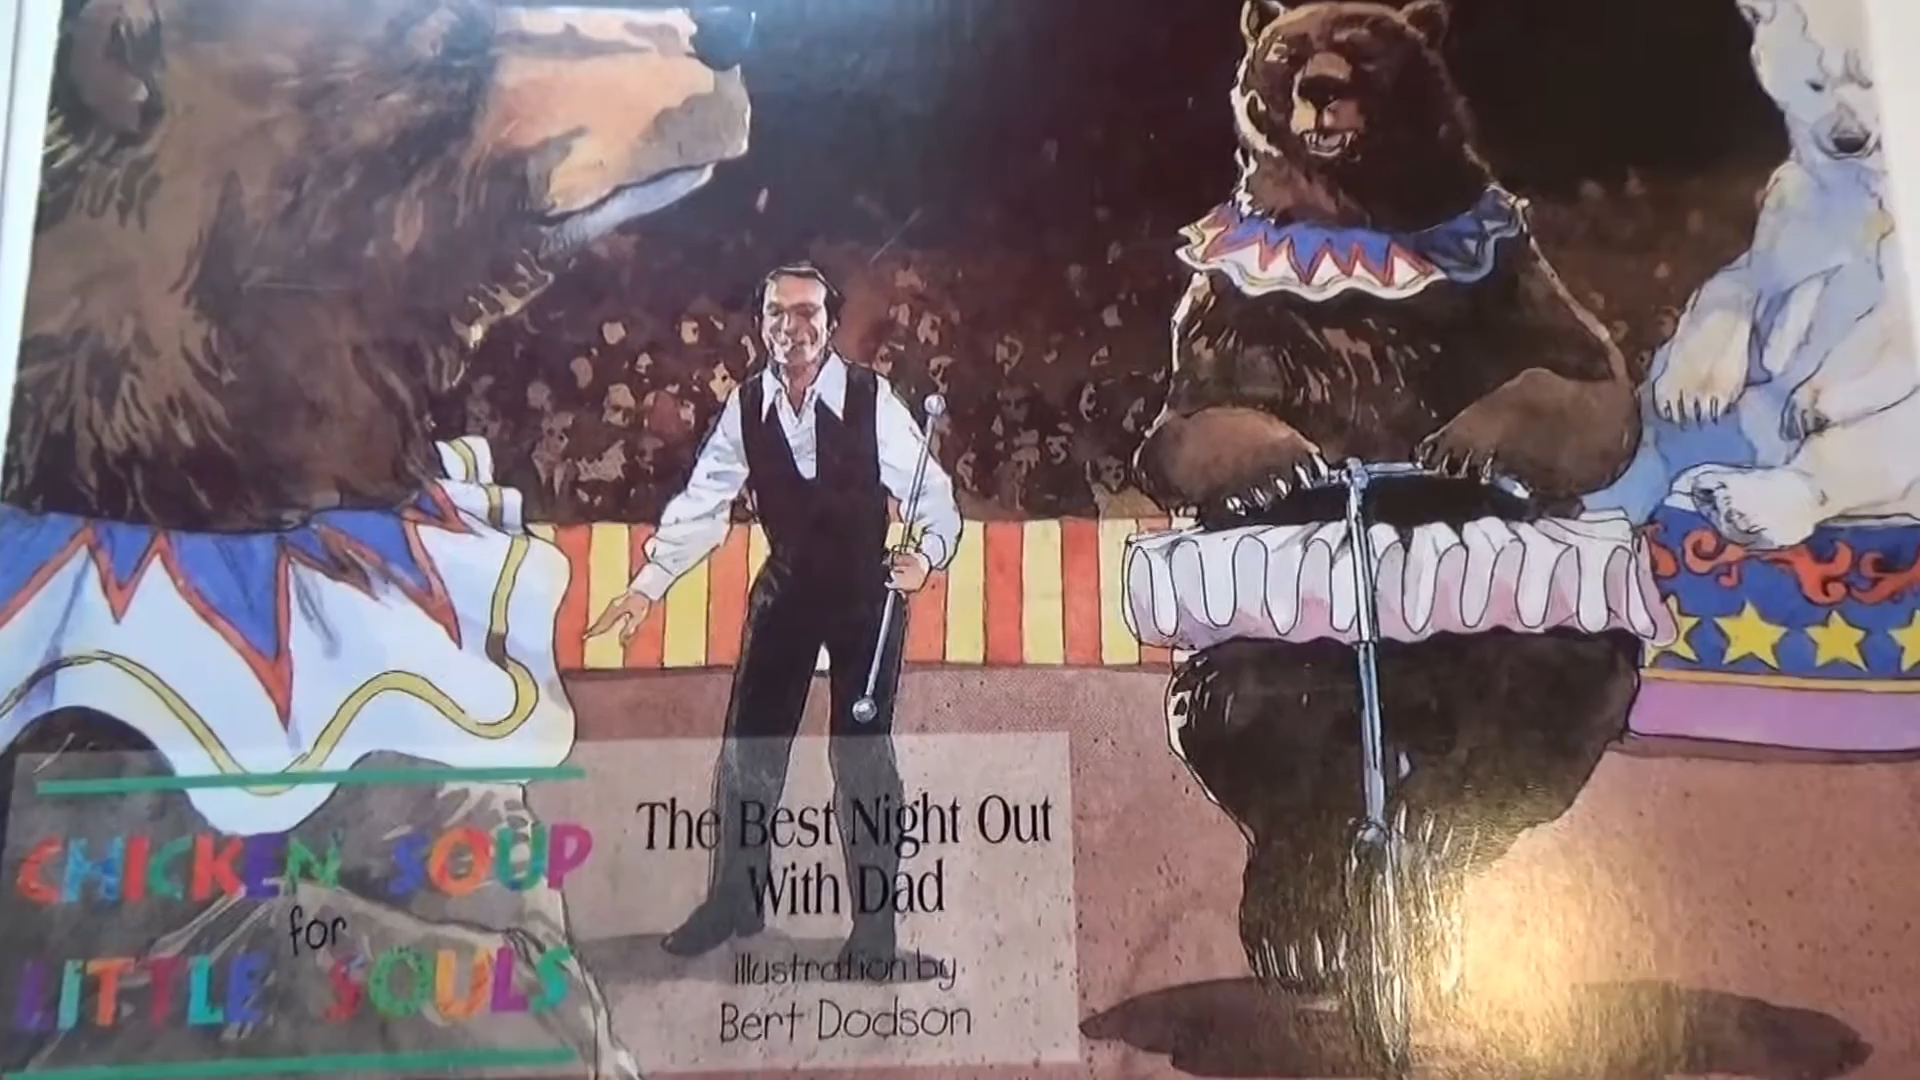 CHICKEN SOUP
for
LITTLE SOULS
The Best Night Out
With Dad
illustration by
Bert Dodson